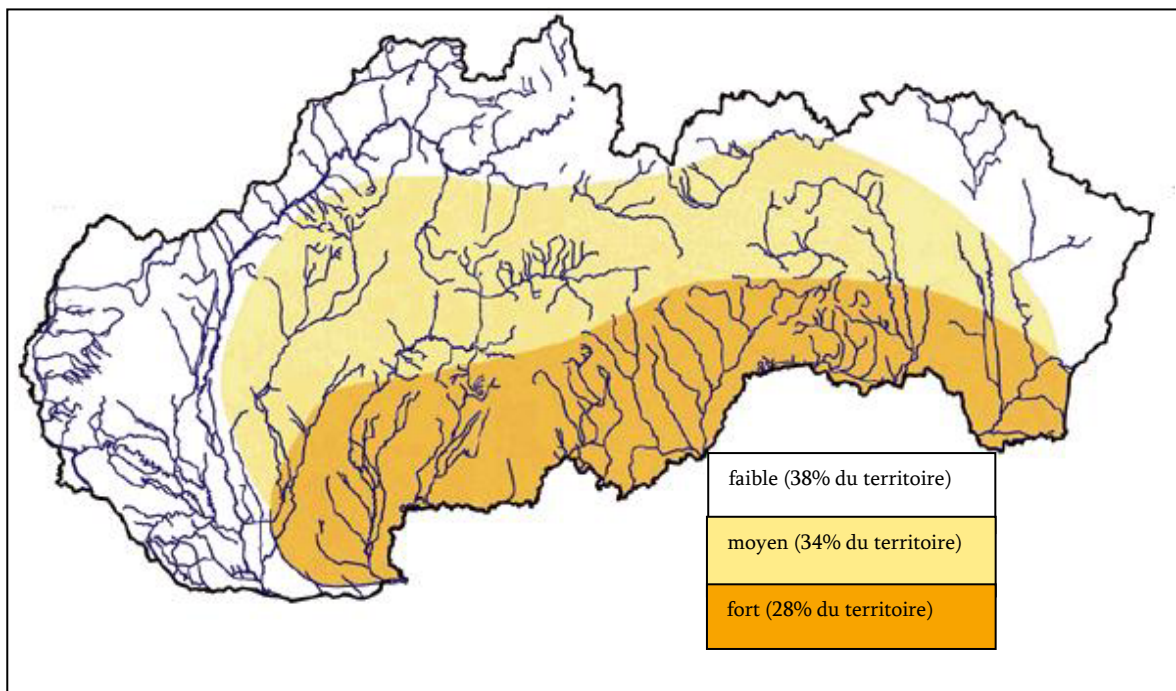 faible (38% du territoire)
moyen (34% du territoire)
fort (28% du territoire)